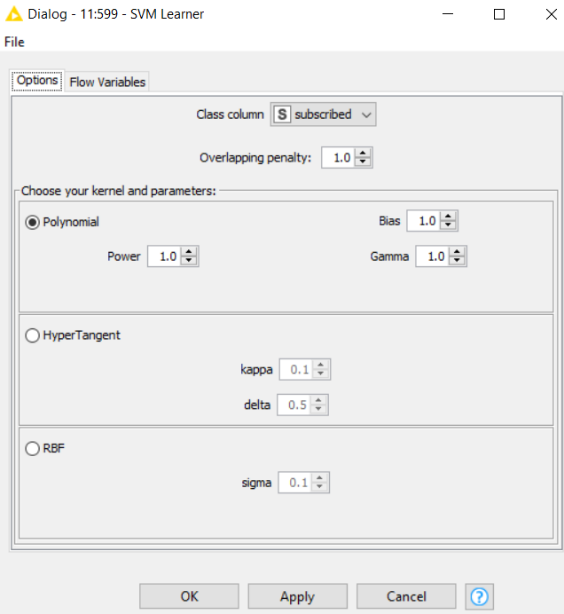 Dialog - 11:599 - SVM Learner
File
Options Flow Variables
Class column S subscribed
Overlapping penalty: 1.0
Choose your kernel and parameters:
Polynomial Bias 1.0
Power 1.0 Gamma 1.0
HyperTangent
kappa 0.1
delta 0.5
RBF
sigma 0.1
OK Apply Cancel ?